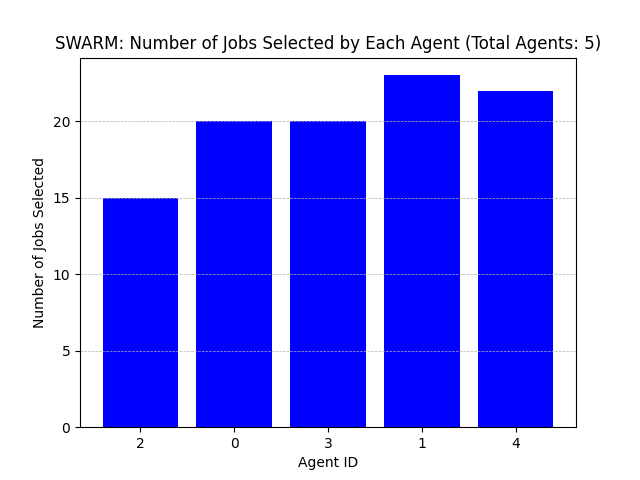 SWARM: Number of Jobs Selected by Each Agent (Total Agents: 5)
Number of Jobs Selected
20
15
10
5
0
2 0 3 1 4
Agent ID